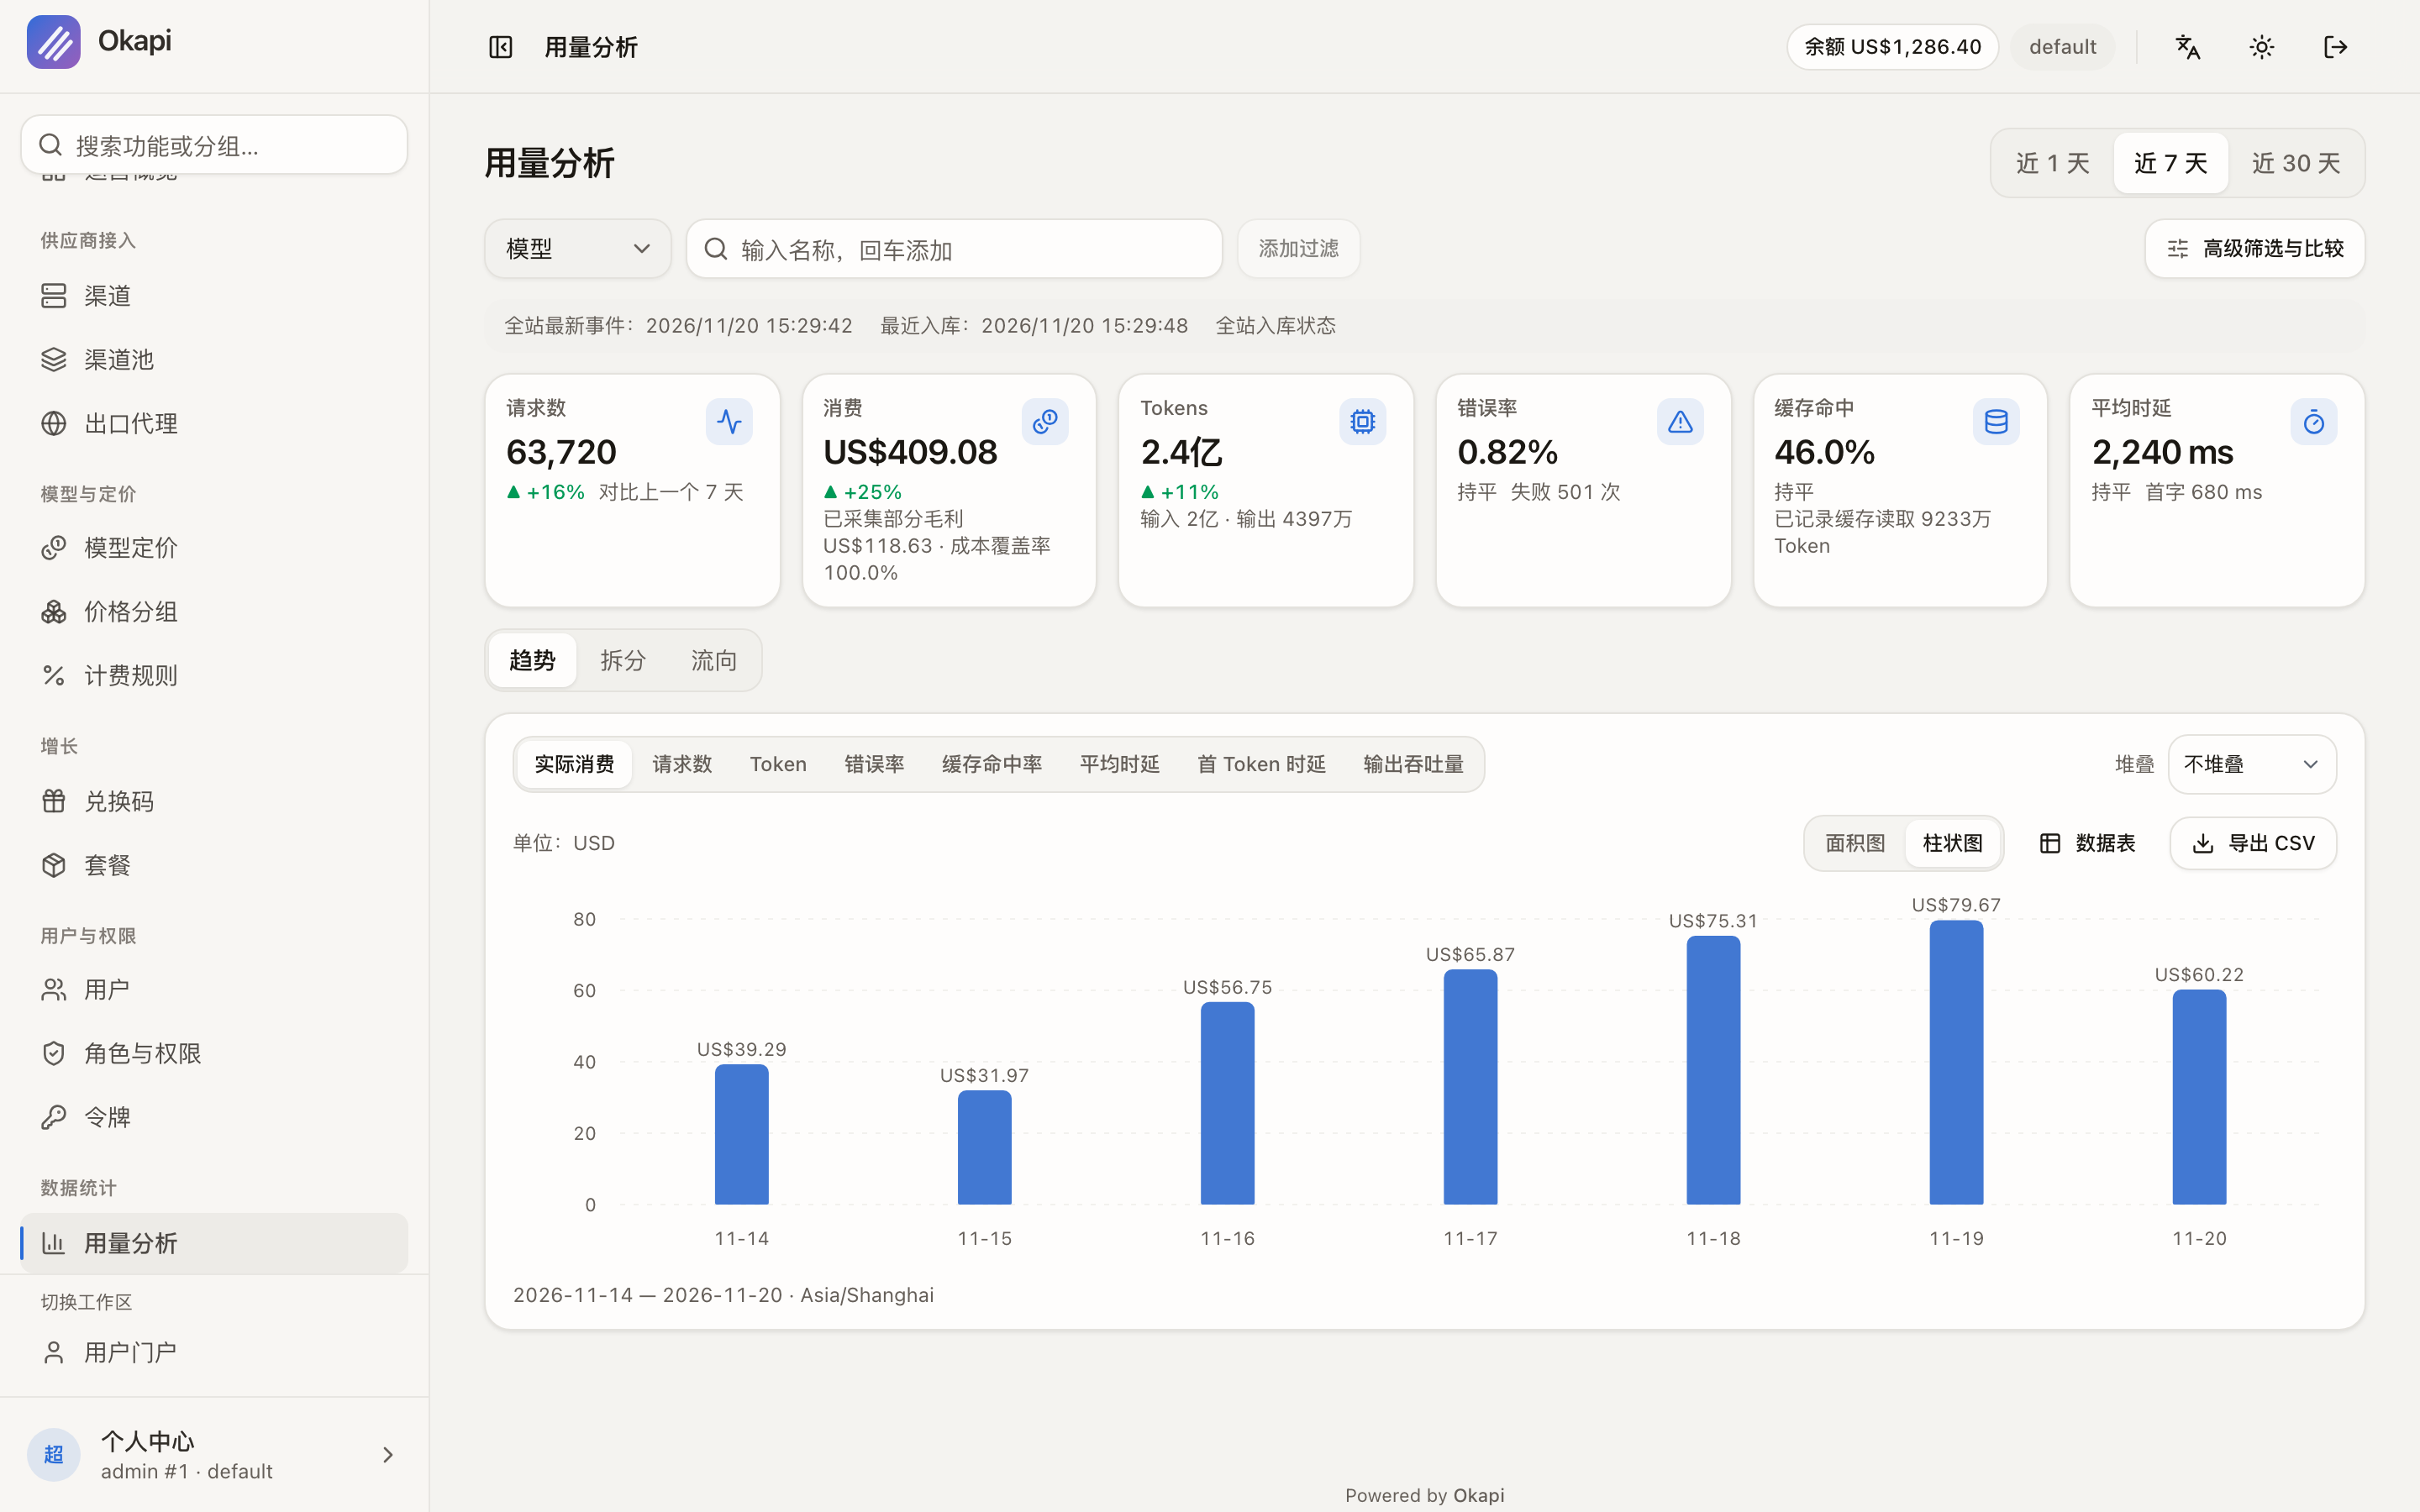 Okapi
搜索功能或分组...
供应商接入
渠道
渠道池
出口代理
模型与定价
模型定价
价格分组
计费规则
增长
兑换码
套餐
用户与权限
用户
角色与权限
令牌
数据统计
用量分析
切换工作区
用户门户
超
个人中心
admin #1 · default
用量分析
余额 US$1,286.40
default
用量分析
近 1 天 近 7 天 近 30 天
模型
输入名称，回车添加
添加过滤
高级筛选与比较
全站最新事件：2026/11/20 15:29:42 最近入库：2026/11/20 15:29:48 全站入库状态
请求数
63,720
+16% 对比上一个 7 天
消费
US$409.08
+25%
已采集部分毛利
US$118.63 · 成本覆盖率
100.0%
Tokens
2.4亿
+11%
输入 2亿 · 输出 4397万
错误率
0.82%
持平 失败 501 次
缓存命中
46.0%
持平
已记录缓存读取 9233万
Token
平均时延
2,240 ms
持平 首字 680 ms
趋势 拆分 流向
实际消费 请求数 Token 错误率 缓存命中率 平均时延 首 Token 时延 输出吞吐量
堆叠 不堆叠
单位：USD
面积图 柱状图 数据表 导出 CSV
80
60
40
20
0
US$39.29
US$31.97
US$56.75
US$65.87
US$75.31
US$79.67
US$60.22
11-14 11-15 11-16 11-17 11-18 11-19 11-20
2026-11-14 — 2026-11-20 · Asia/Shanghai
Powered by Okapi